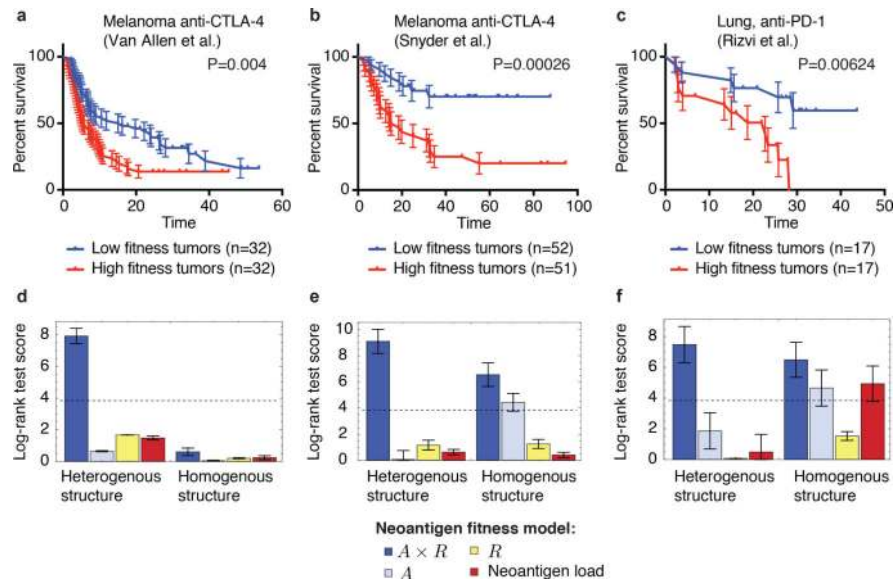 a
Melanoma anti-CTLA-4
(Van Allen et al.)
P=0.004
Percent survival
100
50
0
0 20 40 60
Time
Low fitness tumors (n=32)
High fitness tumors (n=32)
b
Melanoma anti-CTLA-4
(Snyder et al.)
P=0.00026
Percent survival
100
50
0
0 20 40 60 80 100
Time
Low fitness tumors (n=52)
High fitness tumors (n=51)
c
Lung, anti-PD-1
(Rizvi et al.)
P=0.00624
Percent survival
100
50
0
0 10 20 30 40 50
Time
Low fitness tumors (n=17)
High fitness tumors (n=17)
d
Log-rank test score
8
6
4
2
0
Heterogenous
structure
Homogenous
structure
e
Log-rank test score
10
8
6
4
2
0
Heterogenous
structure
Homogenous
structure
f
Log-rank test score
8
6
4
2
0
Heterogenous
structure
Homogenous
structure
Neoantigen fitness model:
A × R
R
A
Neoantigen load